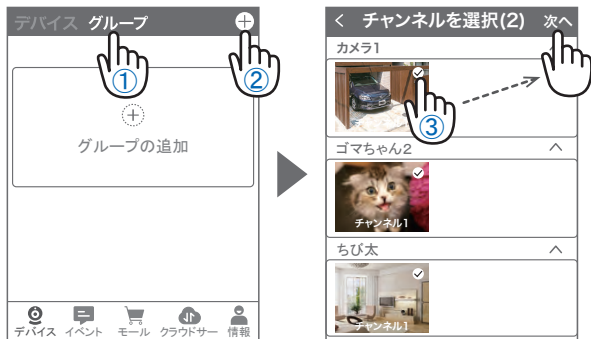 デバイス グループ
①
②
グループの追加
デバイス イベント モール クラウドサー 情報
チャンネルを選択(2) 次へ
カメラ1
③
ゴマちゃん2
チャンネル1
ちび太
チャンネル1